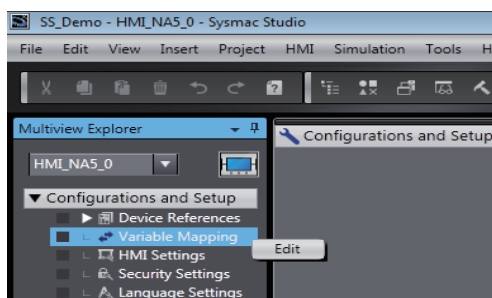 SS_Demo - HMI_NA5_0 - Sysmac Studio
File Edit View Insert Project HMI Simulation Tools H
Multiview Explorer
Configurations and Setup
HMI_NA5_0
Configurations and Setup
Device References
Variable Mapping
Edit
HMI Settings
Security Settings
Language Settings